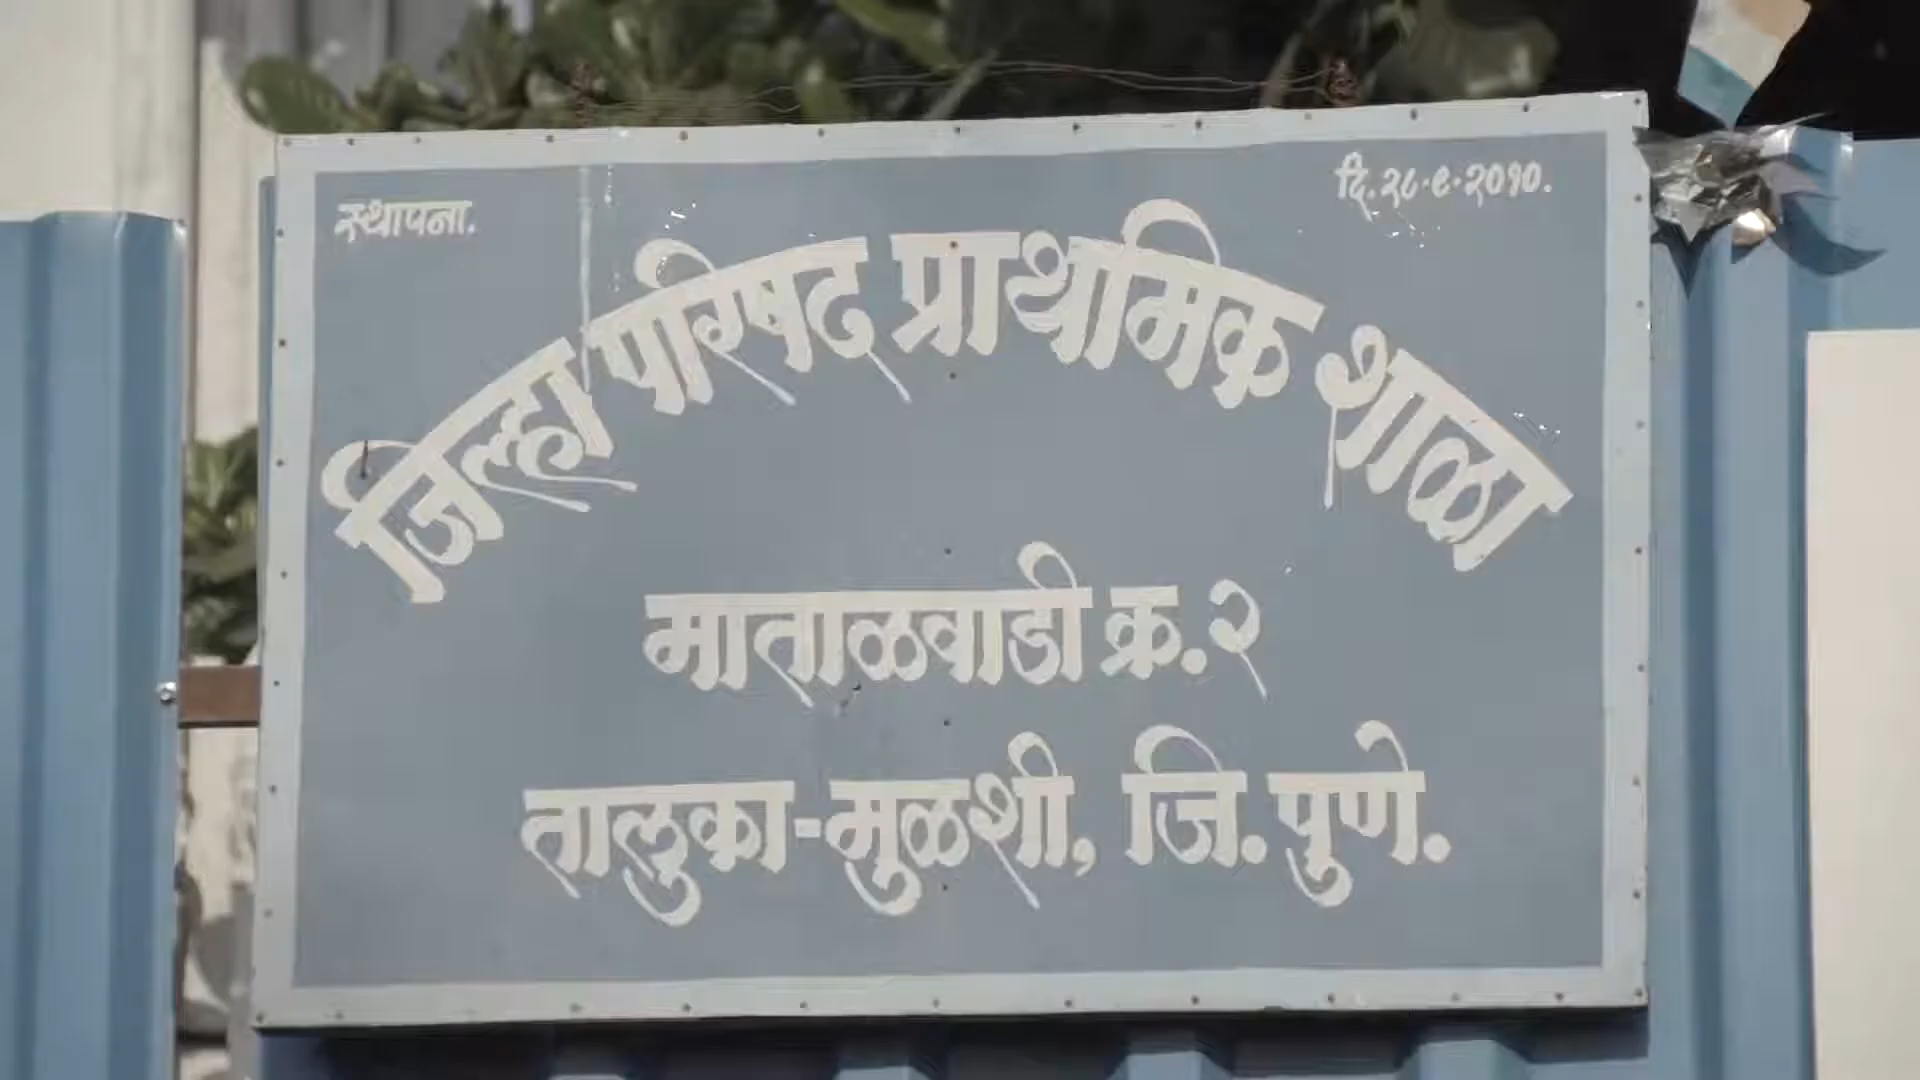 स्थापना. दि. २८.९.२०१०.
जिल्हा परिषद प्राथमिक शाळा
माताळवाडी क्र. २
तालुका-मुळशी, जि. पुणे.